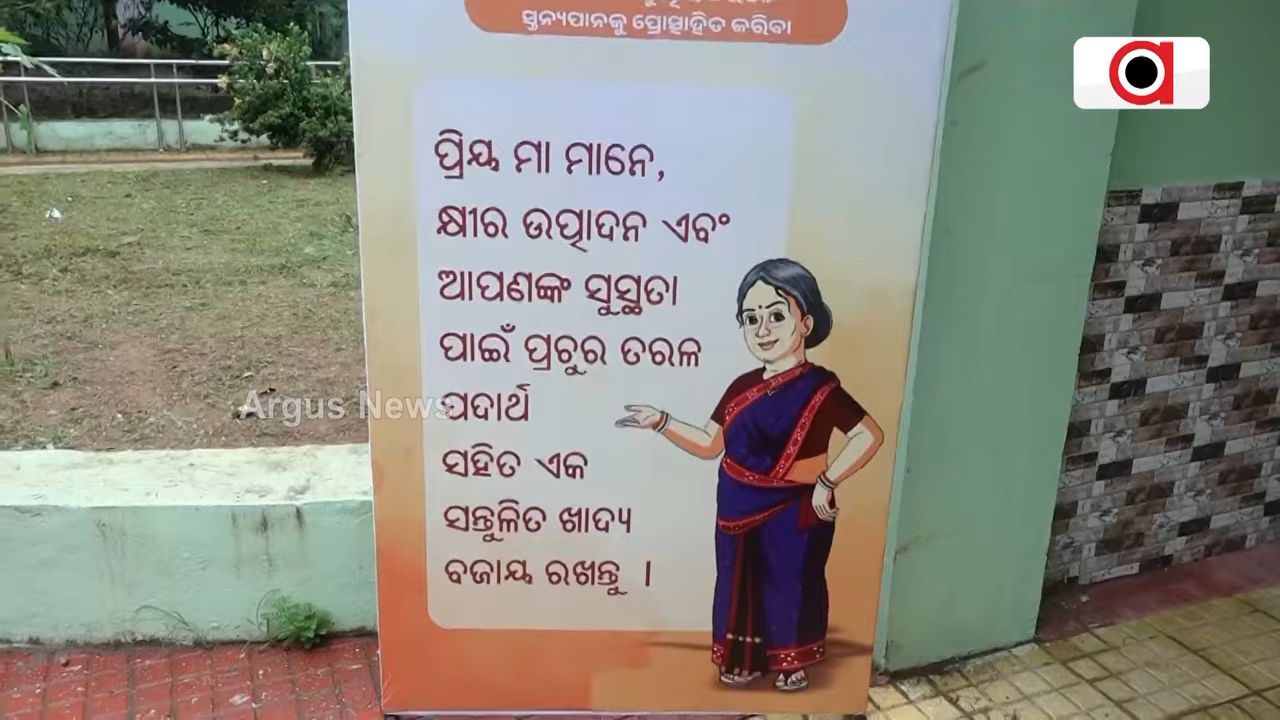 ସ୍ତନ୍ୟପାନକୁ ପ୍ରୋତ୍ସାହିତ କରିବା
ପ୍ରିୟ ମା ମାନେ,
କ୍ଷୀର ଉତ୍ପାଦନ ଏବଂ
ଆପଣଙ୍କ ସୁସ୍ଥତା
ପାଇଁ ପ୍ରଚୁର ତରଳ
ପଦାର୍ଥ
ସହିତ ଏକ
ସନ୍ତୁଳିତ ଖାଦ୍ୟ
ବଜାୟ ରଖନ୍ତୁ ।
Argus News